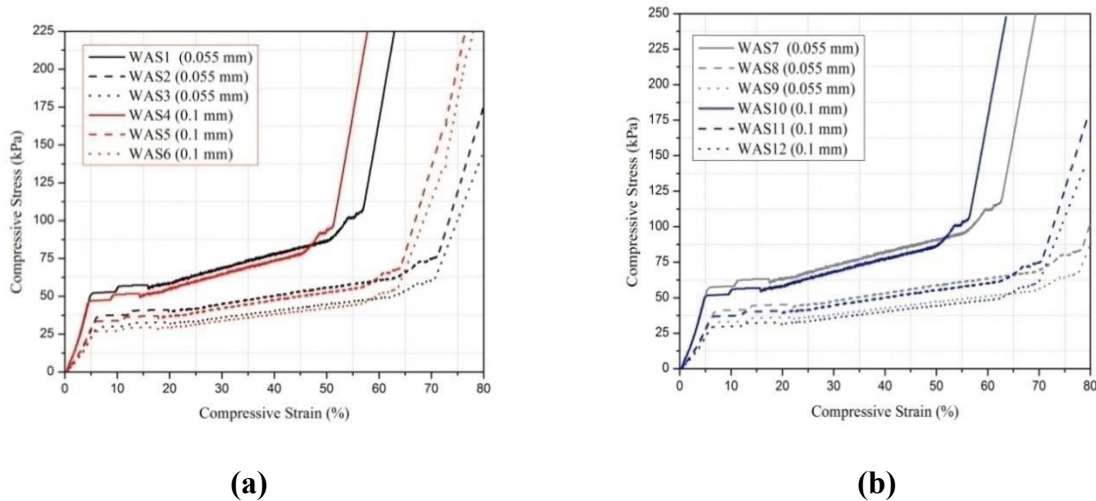 225
200
175
150
125
100
75
50
25
0
Compressive Stress (kPa)
WAS1 (0.055 mm)
WAS2 (0.055 mm)
WAS3 (0.055 mm)
WAS4 (0.1 mm)
WAS5 (0.1 mm)
WAS6 (0.1 mm)
0 10 20 30 40 50 60 70 80
Compressive Strain (%)
(a)
250
225
200
175
150
125
100
75
50
25
0
Compressive Stress (kPa)
WAS7 (0.055 mm)
WAS8 (0.055 mm)
WAS9 (0.055 mm)
WAS10 (0.1 mm)
WAS11 (0.1 mm)
WAS12 (0.1 mm)
0 10 20 30 40 50 60 70 80
Compressive Strain (%)
(b)